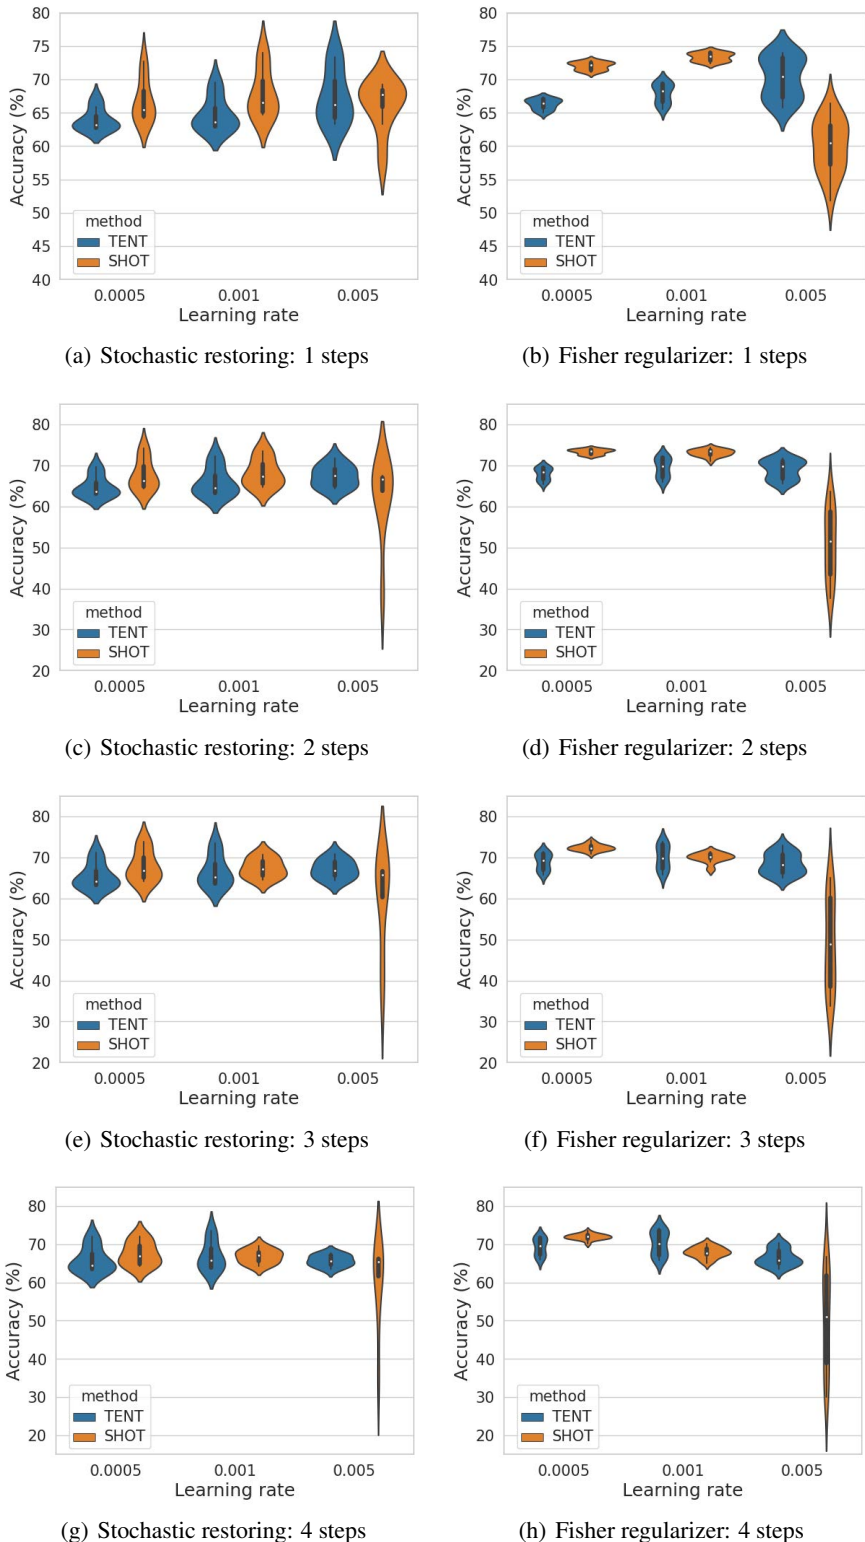 80
75
70
65
60
55
50
45
40
Accuracy (%)
method
TENT
SHOT
0.0005 0.001 0.005
Learning rate
(a) Stochastic restoring: 1 steps
80
75
70
65
60
55
50
45
40
Accuracy (%)
method
TENT
SHOT
0.0005 0.001 0.005
Learning rate
(b) Fisher regularizer: 1 steps
80
70
60
50
40
30
20
Accuracy (%)
method
TENT
SHOT
0.0005 0.001 0.005
Learning rate
(c) Stochastic restoring: 2 steps
80
70
60
50
40
30
20
Accuracy (%)
method
TENT
SHOT
0.0005 0.001 0.005
Learning rate
(d) Fisher regularizer: 2 steps
80
70
60
50
40
30
20
Accuracy (%)
method
TENT
SHOT
0.0005 0.001 0.005
Learning rate
(e) Stochastic restoring: 3 steps
80
70
60
50
40
30
20
Accuracy (%)
method
TENT
SHOT
0.0005 0.001 0.005
Learning rate
(f) Fisher regularizer: 3 steps
80
70
60
50
40
30
20
Accuracy (%)
method
TENT
SHOT
0.0005 0.001 0.005
Learning rate
(g) Stochastic restoring: 4 steps
80
70
60
50
40
30
20
Accuracy (%)
method
TENT
SHOT
0.0005 0.001 0.005
Learning rate
(h) Fisher regularizer: 4 steps